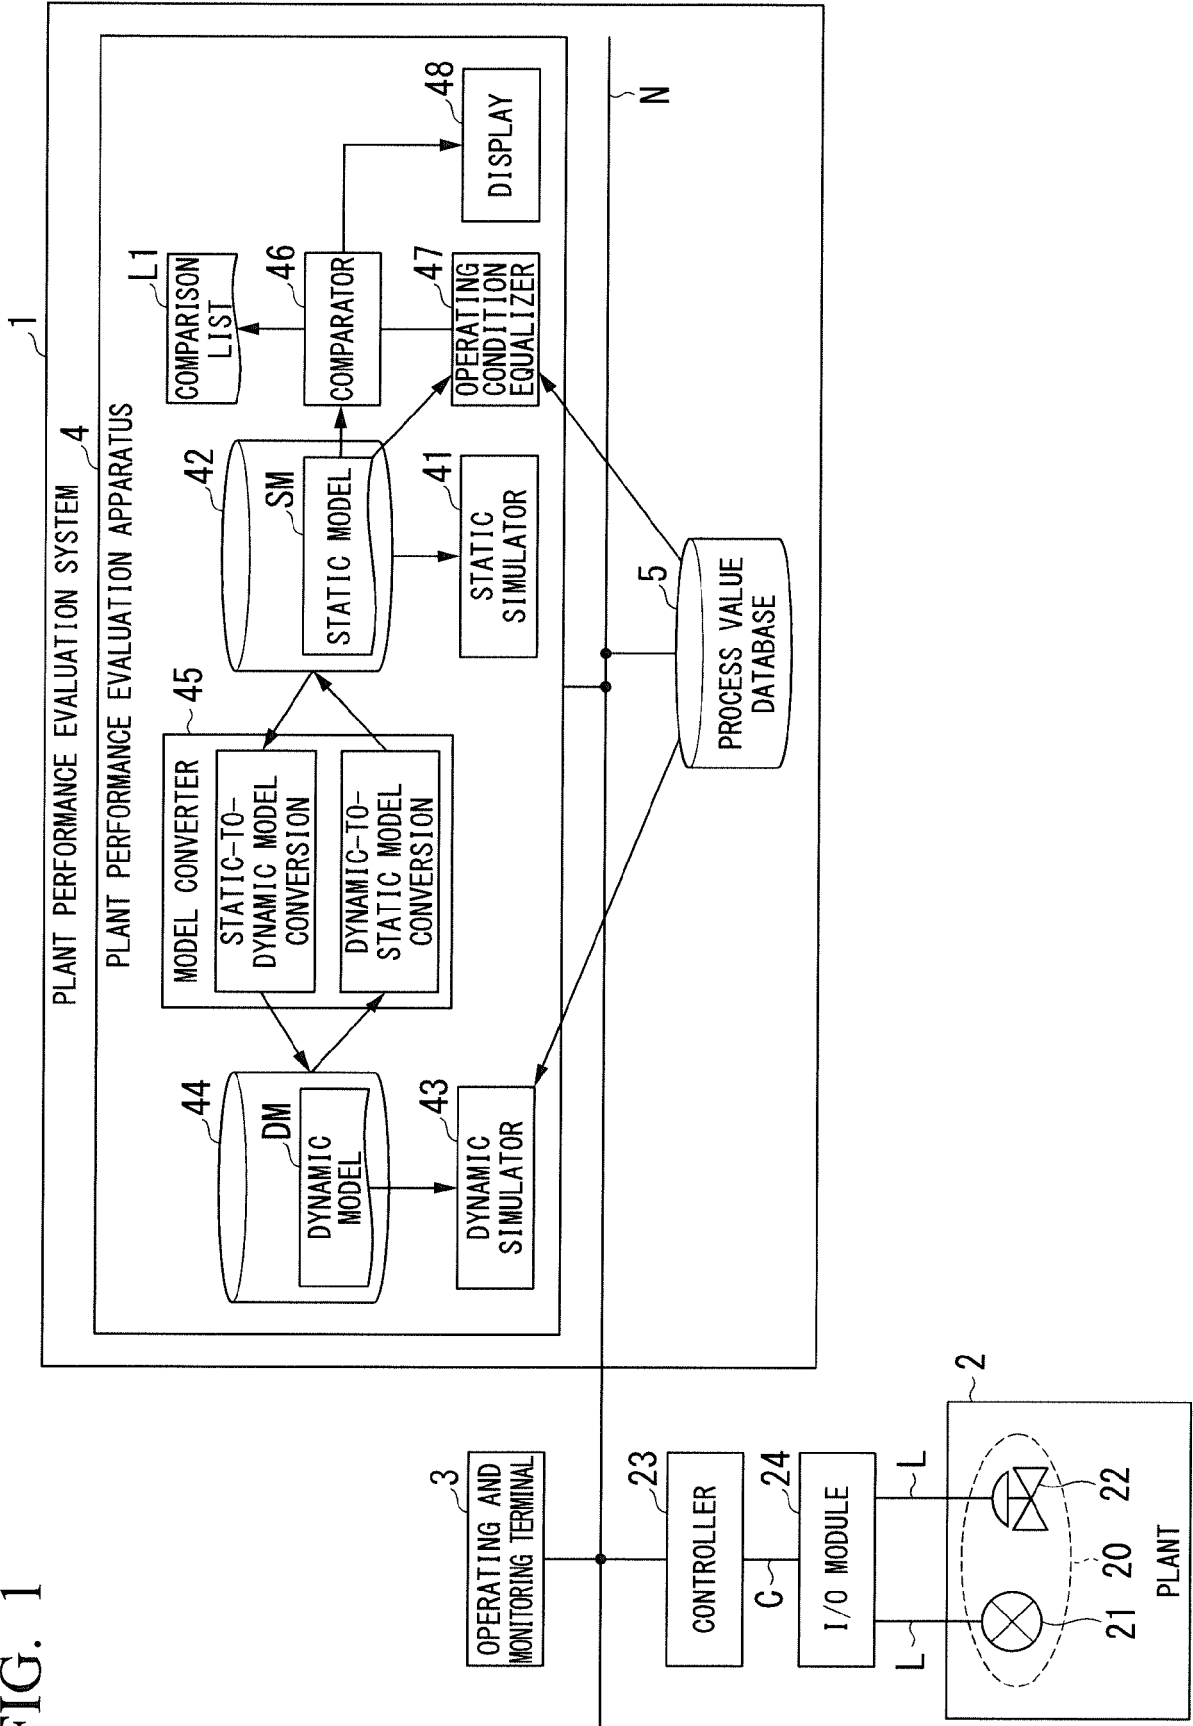 FIG. 1
1
PLANT PERFORMANCE EVALUATION SYSTEM
4
PLANT PERFORMANCE EVALUATION APPARATUS
44
DM
DYNAMIC
MODEL
43
DYNAMIC
SIMULATOR
45
MODEL CONVERTER
STATIC-TO-
DYNAMIC MODEL
CONVERSION
DYNAMIC-TO-
STATIC MODEL
CONVERSION
42
SM
STATIC MODEL
41
STATIC
SIMULATOR
L1
COMPARISON
LIST
46
COMPARATOR
47
OPERATING
CONDITION
EQUALIZER
48
DISPLAY
N
5
PROCESS VALUE
DATABASE
3
OPERATING AND
MONITORING TERMINAL
23
CONTROLLER
C
24
I/O MODULE
L
L
2
21
20
22
PLANT